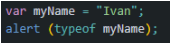 var myName = "Ivan";
alert (typeof myName);